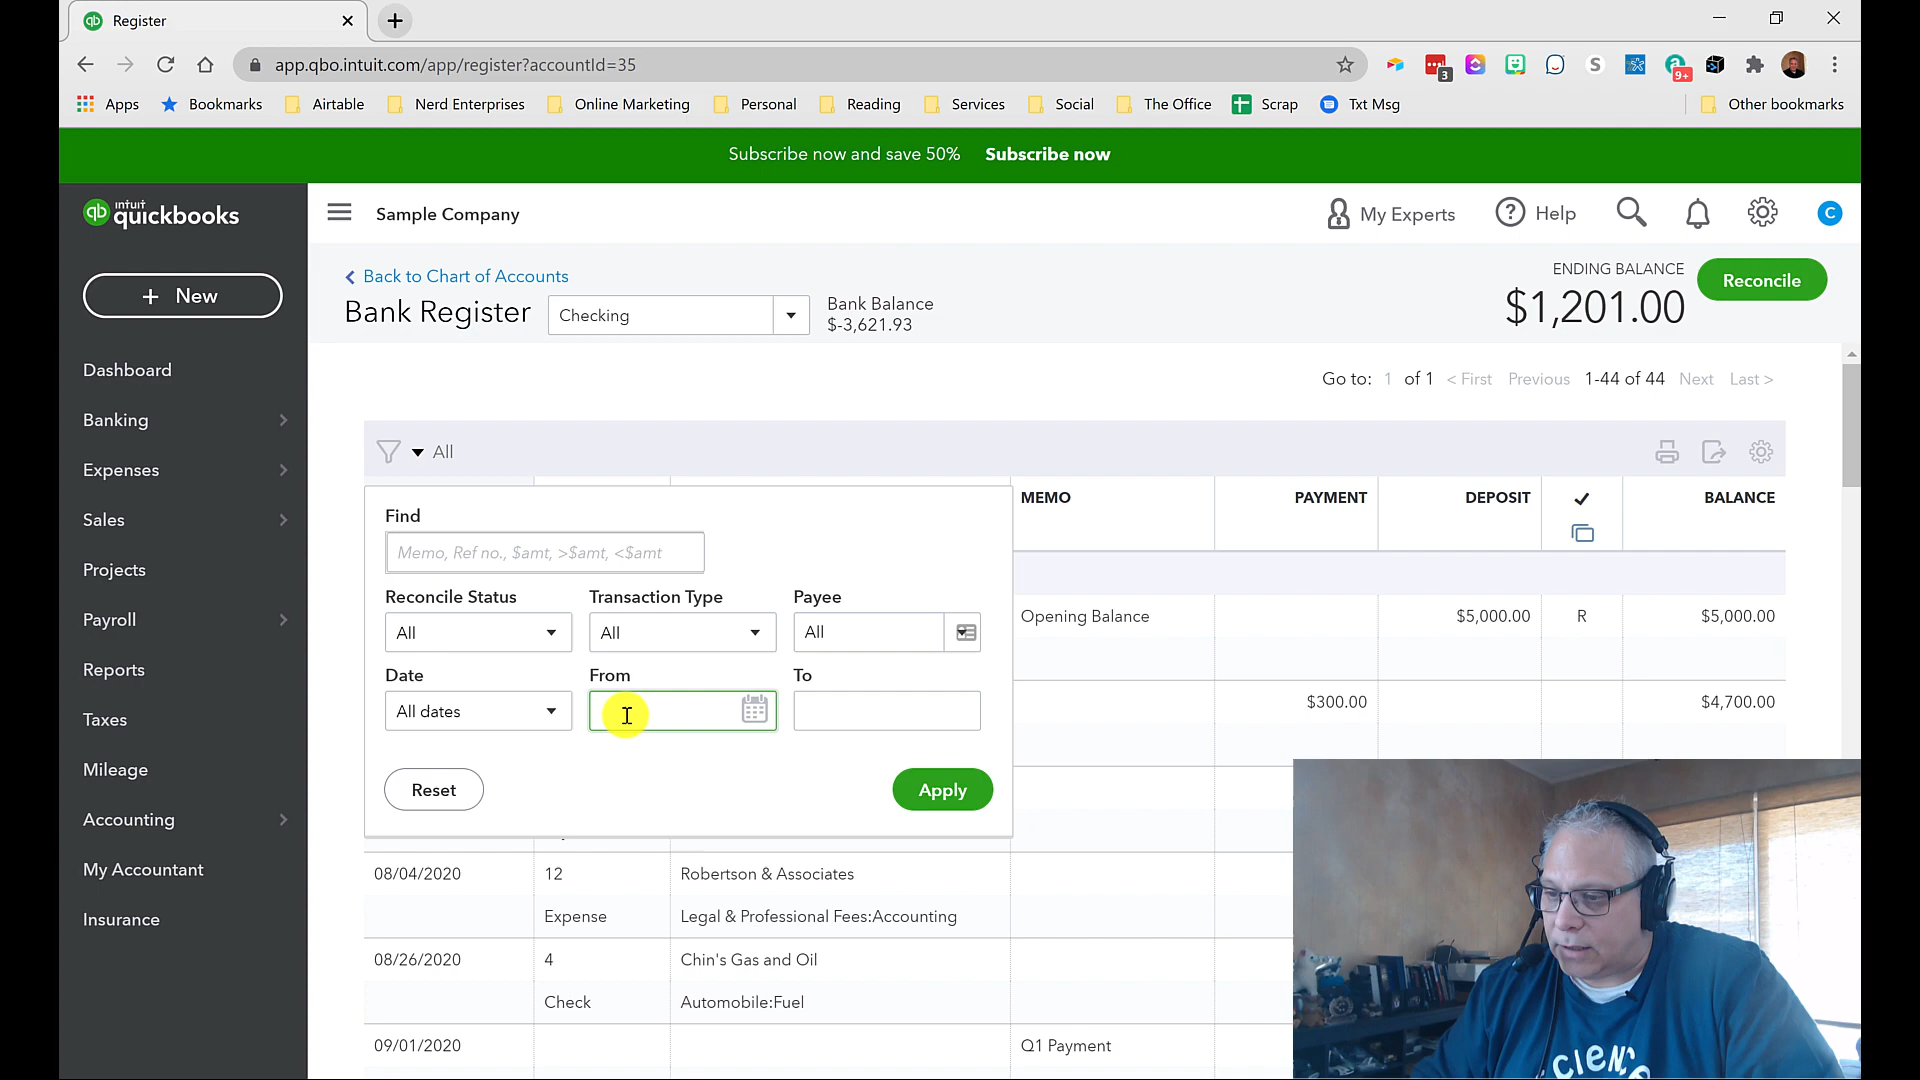 Register
app.qbo.intuit.com/app/register?accountId=35
3
S
9+
Apps Bookmarks Airtable Nerd Enterprises Online Marketing Personal Reading Services Social The Office Scrap Txt Msg Other bookmarks
Subscribe now and save 50% Subscribe now
qb intuit quickbooks
Sample Company
My Experts Help C
+ New
Dashboard
Banking
Expenses
Sales
Projects
Payroll
Reports
Taxes
Mileage
Accounting
My Accountant
Insurance
Back to Chart of Accounts
Bank Register Checking
Bank Balance
$-3,621.93
ENDING BALANCE
$1,201.00
Reconcile
Go to: 1 of 1 < First Previous 1-44 of 44 Next Last >
All
MEMO PAYMENT DEPOSIT ✓ BALANCE
Find
Memo, Ref no., $amt, >$amt, <$amt
Reconcile Status Transaction Type Payee
All All All
Date From To
All dates
Reset Apply
Opening Balance $5,000.00 R $5,000.00
$300.00 $4,700.00
08/04/2020 12 Robertson & Associates
Expense Legal & Professional Fees:Accounting
08/26/2020 4 Chin's Gas and Oil
Check Automobile:Fuel
09/01/2020 Q1 Payment